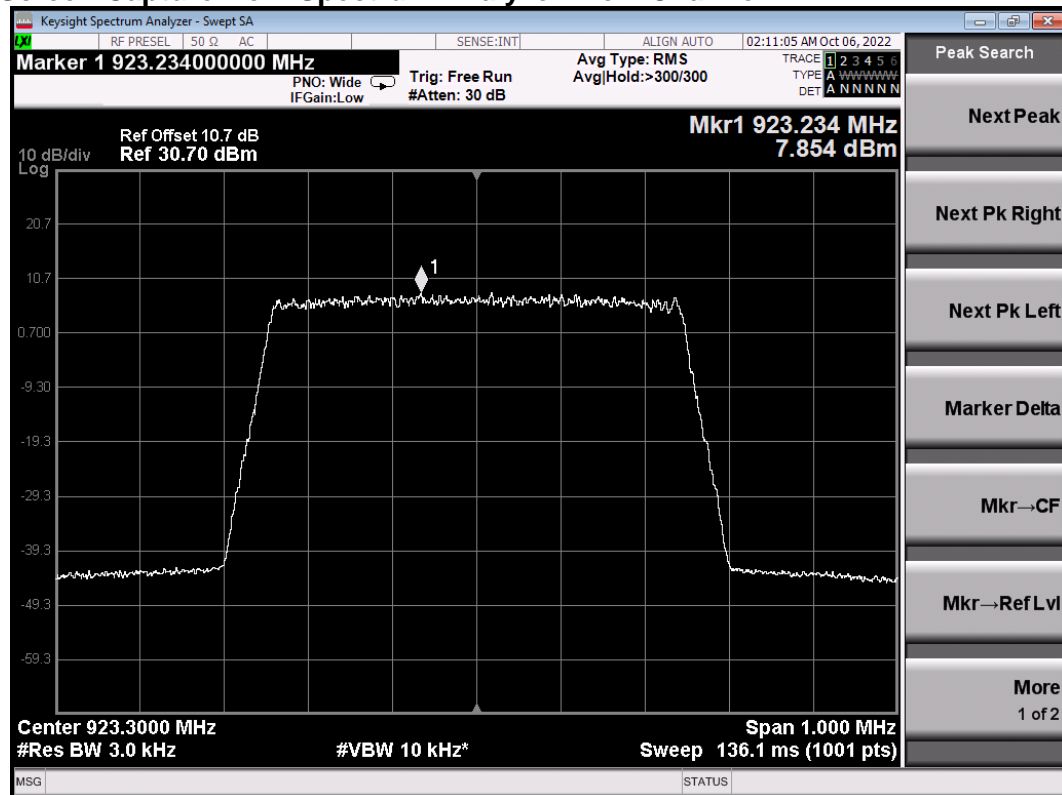 Keysight Spectrum Analyzer - Swept SA
LXI
RF PRESEL 50 Ω AC SENSE:INT ALIGN AUTO 02:11:05 AM Oct 06, 2022
Marker 1 923.234000000 MHz
PNO: Wide
IFGain:Low
Trig: Free Run
#Atten: 30 dB
Avg Type: RMS
Avg|Hold:>300/300
TRACE 1 2 3 4 5 6
TYPE A WWWWW
DET A N N N N N
Ref Offset 10.7 dB
10 dB/div Ref 30.70 dBm
Log
Mkr1 923.234 MHz
7.854 dBm
20.7
10.7
0.700
-9.30
-19.3
-29.3
-39.3
-49.3
-59.3
1
Center 923.3000 MHz Span 1.000 MHz
#Res BW 3.0 kHz #VBW 10 kHz* Sweep 136.1 ms (1001 pts)
MSG STATUS
Peak Search
Next Peak
Next Pk Right
Next Pk Left
Marker Delta
Mkr→CF
Mkr→Ref Lvl
More
1 of 2